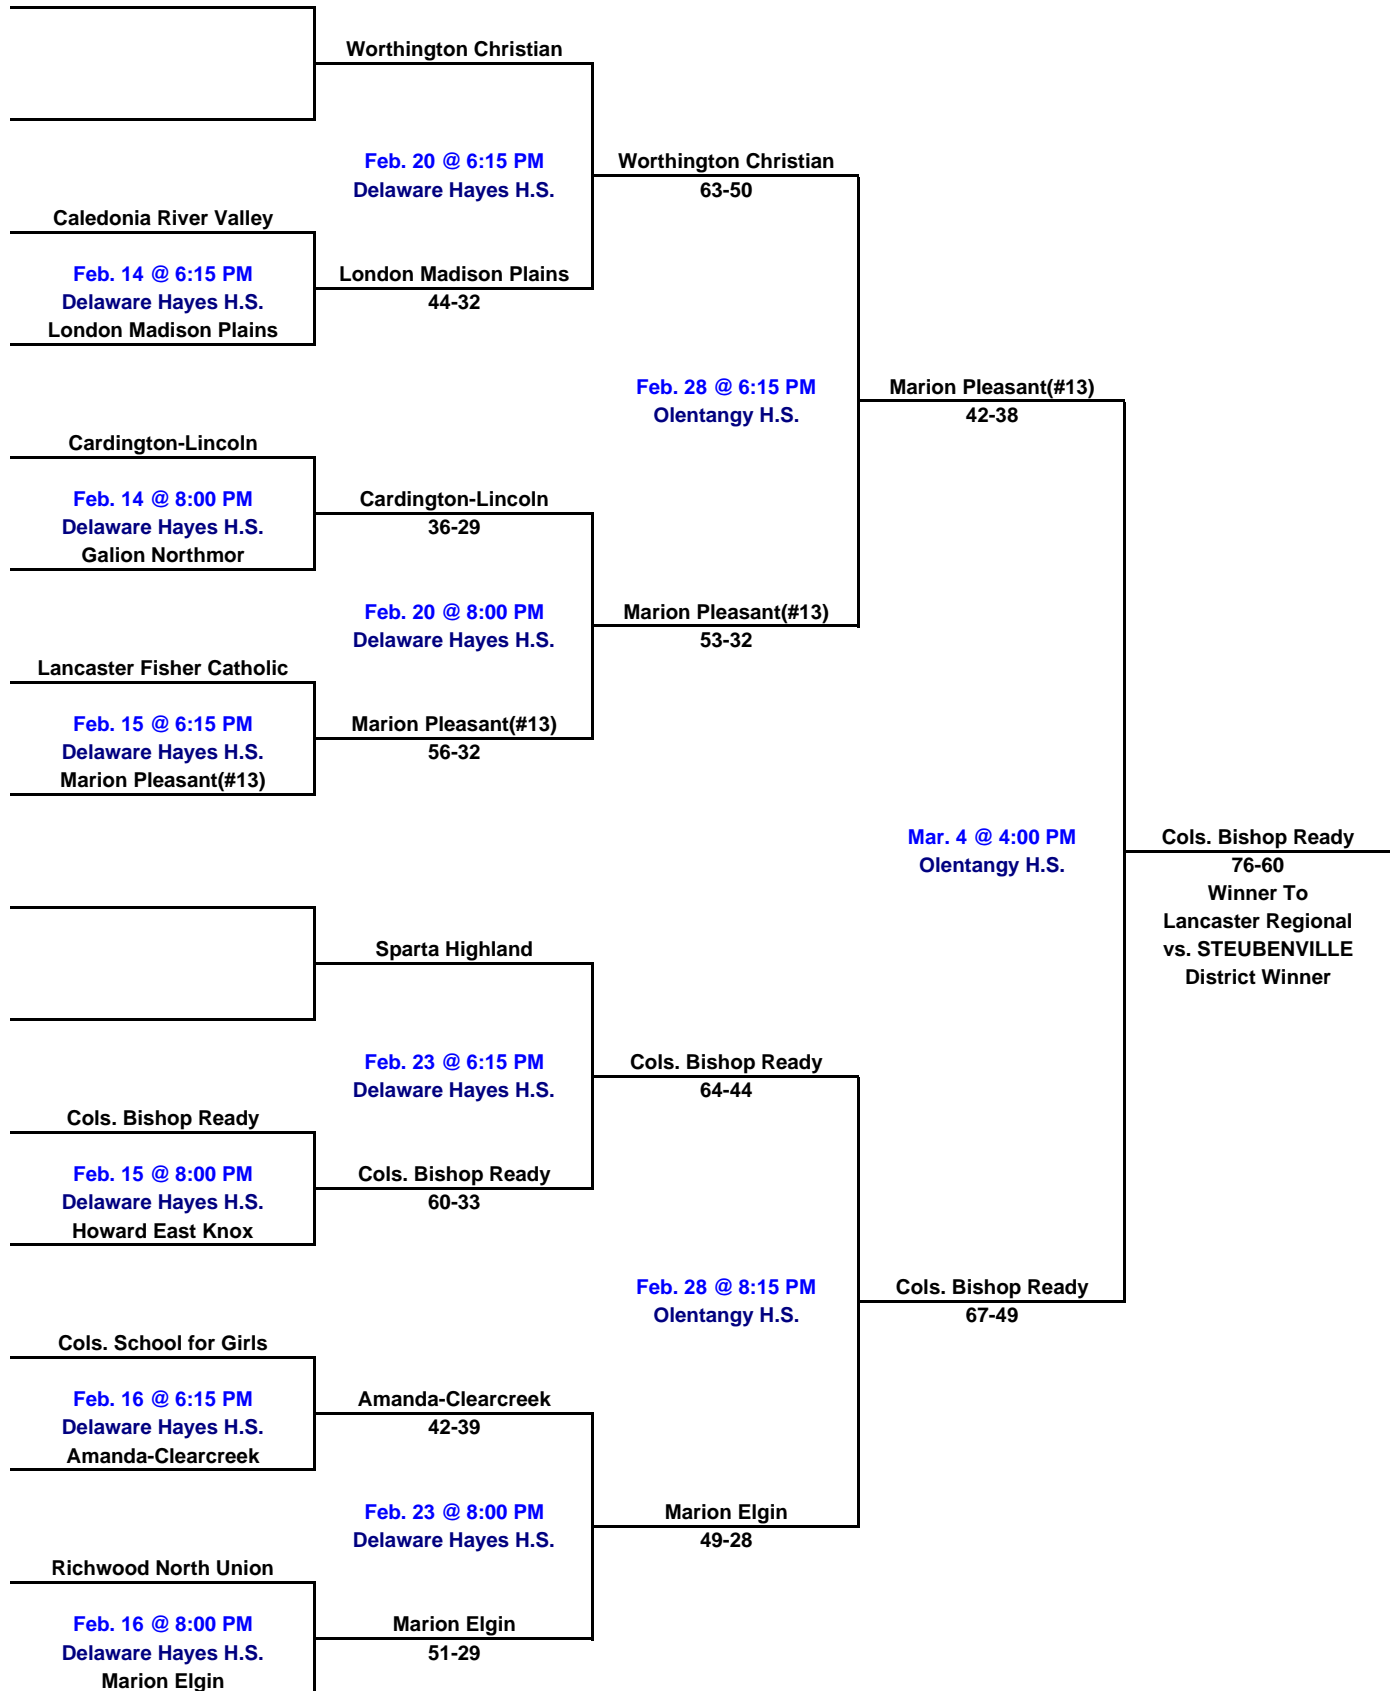 Worthington Christian
Feb. 20 @ 6:15 PM
Delaware Hayes H.S.
Worthington Christian
63-50
Caledonia River Valley
Feb. 14 @ 6:15 PM
Delaware Hayes H.S.
London Madison Plains
London Madison Plains
44-32
Feb. 28 @ 6:15 PM
Olentangy H.S.
Marion Pleasant(#13)
42-38
Cardington-Lincoln
Feb. 14 @ 8:00 PM
Delaware Hayes H.S.
Galion Northmor
Cardington-Lincoln
36-29
Feb. 20 @ 8:00 PM
Delaware Hayes H.S.
Marion Pleasant(#13)
53-32
Lancaster Fisher Catholic
Feb. 15 @ 6:15 PM
Delaware Hayes H.S.
Marion Pleasant(#13)
Marion Pleasant(#13)
56-32
Mar. 4 @ 4:00 PM
Olentangy H.S.
Cols. Bishop Ready
76-60
Winner To
Lancaster Regional
vs. STEUBENVILLE
District Winner
Sparta Highland
Feb. 23 @ 6:15 PM
Delaware Hayes H.S.
Cols. Bishop Ready
64-44
Cols. Bishop Ready
Feb. 15 @ 8:00 PM
Delaware Hayes H.S.
Howard East Knox
Cols. Bishop Ready
60-33
Feb. 28 @ 8:15 PM
Olentangy H.S.
Cols. Bishop Ready
67-49
Cols. School for Girls
Feb. 16 @ 6:15 PM
Delaware Hayes H.S.
Amanda-Clearcreek
Amanda-Clearcreek
42-39
Feb. 23 @ 8:00 PM
Delaware Hayes H.S.
Marion Elgin
49-28
Richwood North Union
Feb. 16 @ 8:00 PM
Delaware Hayes H.S.
Marion Elgin
Marion Elgin
51-29